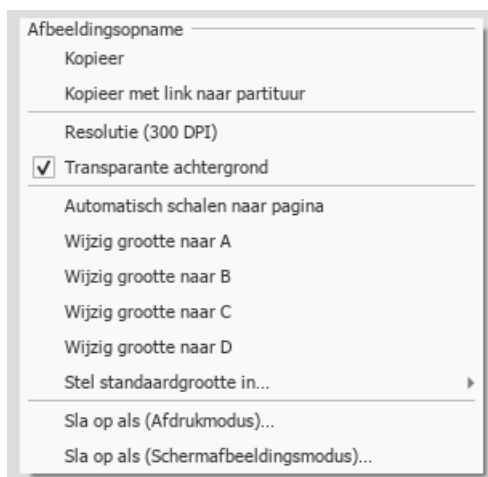 Afbeeldingsopname
Kopieer
Kopieer met link naar partituur
Resolutie (300 DPI)
Transparante achtergrond
Automatisch schalen naar pagina
Wijzig grootte naar A
Wijzig grootte naar B
Wijzig grootte naar C
Wijzig grootte naar D
Stel standaardgrootte in...
Sla op als (Afdrukmodus)...
Sla op als (Schermafbeeldingsmodus)...